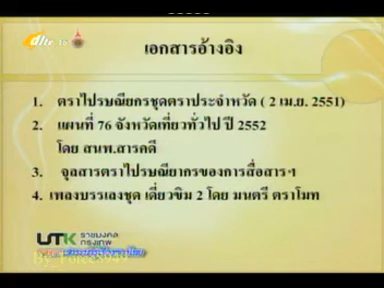 dltv 10
เอกสารอ้างอิง
1. ตราไปรษณียกรชุดตราประจำหวัด ( 2 เม.ย. 2551)
2. แผนที่ 76 จังหวัดเที่ยวทั่วไป ปี 2552
โดย สนพ.สารคดี
3. จุลสารตราไปรษณียากรของการสื่อสารฯ
4. เพลงบรรเลงชุด เดี่ยวขิม 2 โดย มนตรี ตราโมท
UTK ราชมงคล
กรุงเทพ